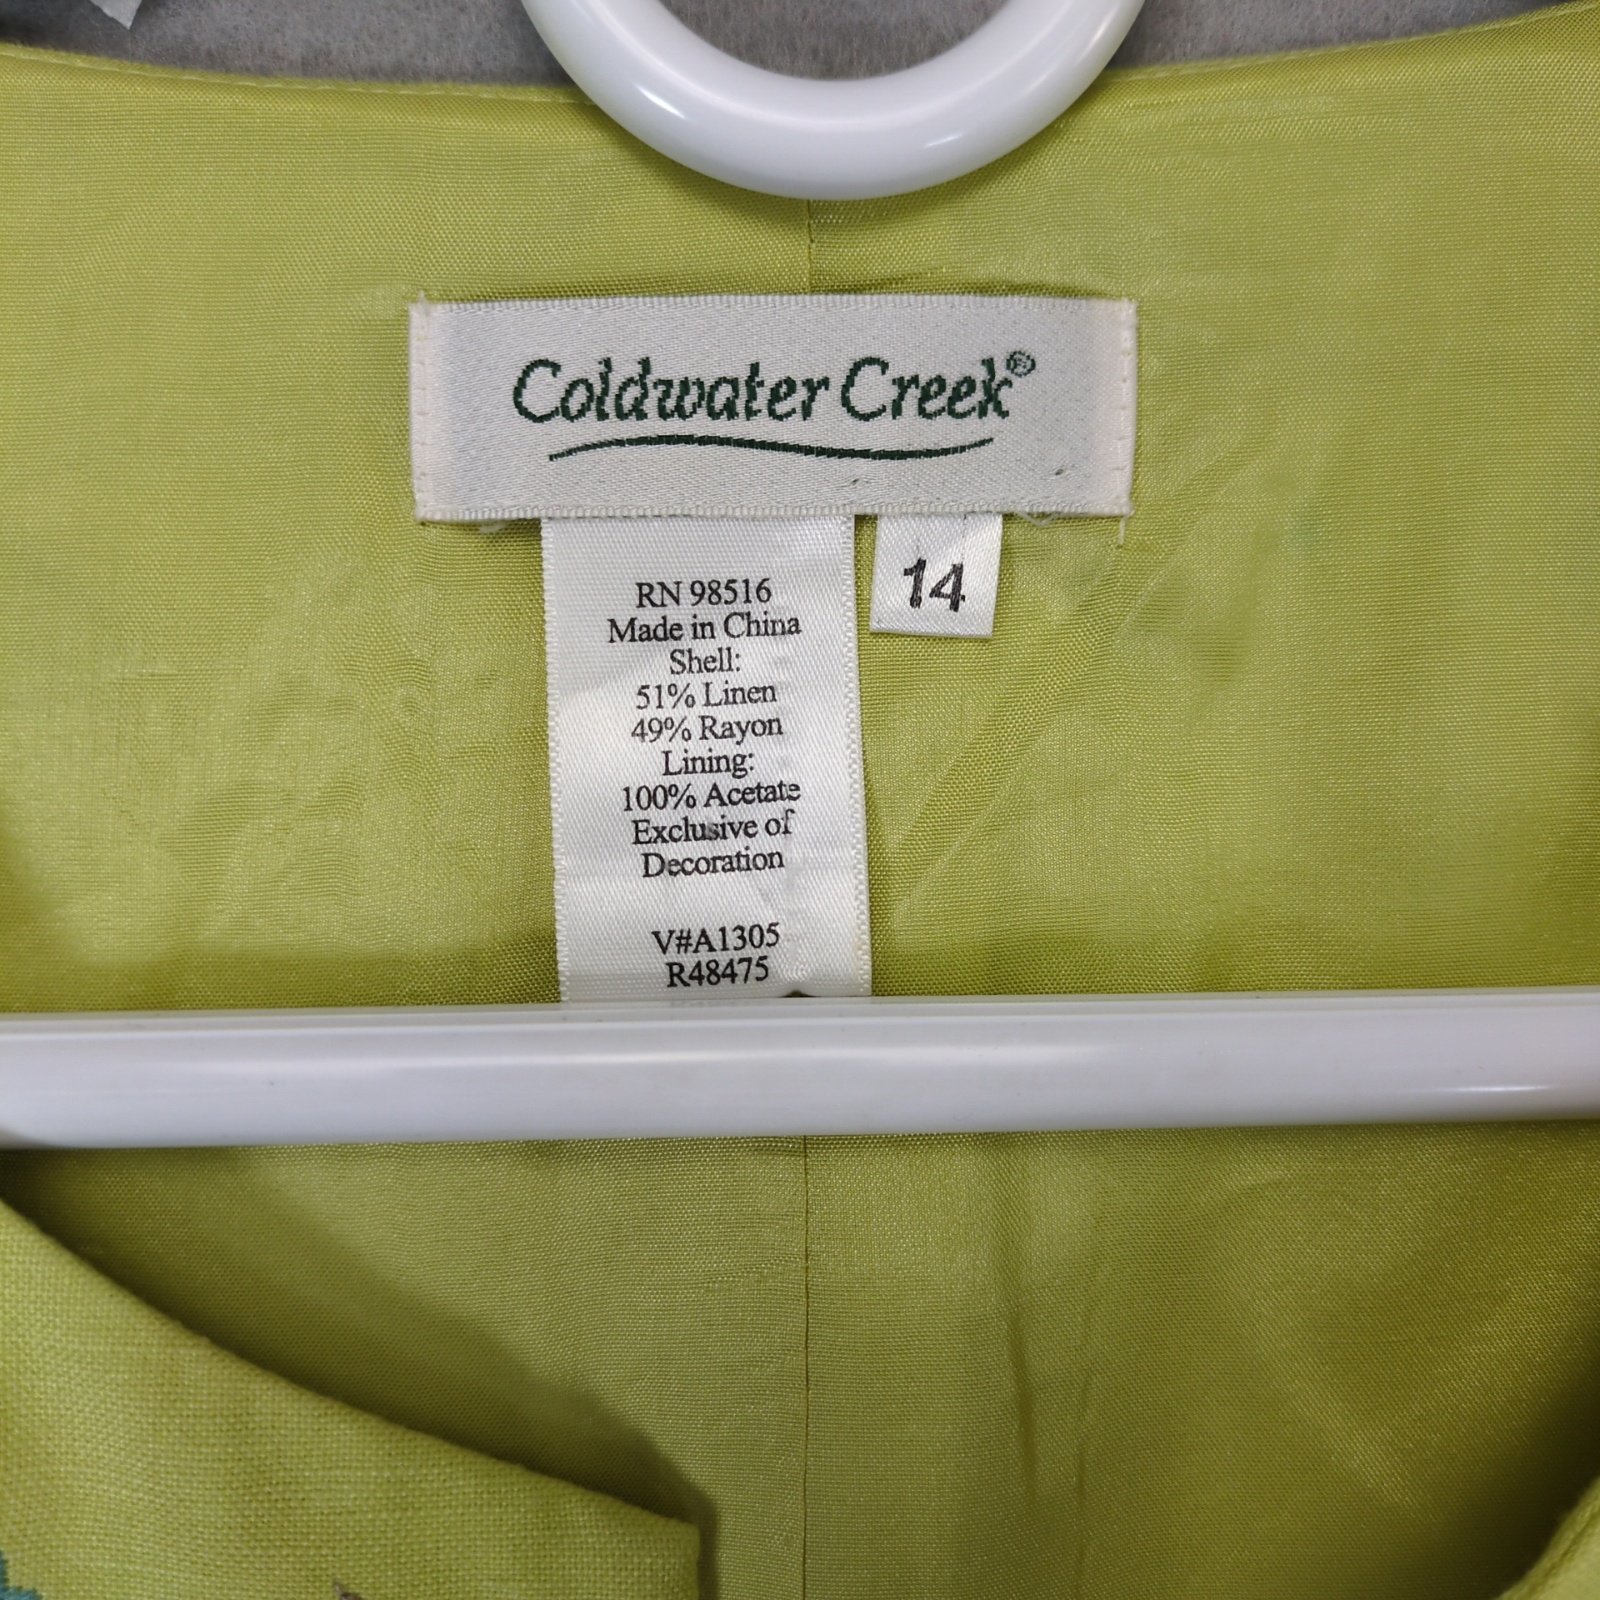 Coldwater Creek®
14
RN 98516
Made in China
Shell:
51% Linen
49% Rayon
Lining:
100% Acetate
Exclusive of
Decoration
V#A1305
R48475